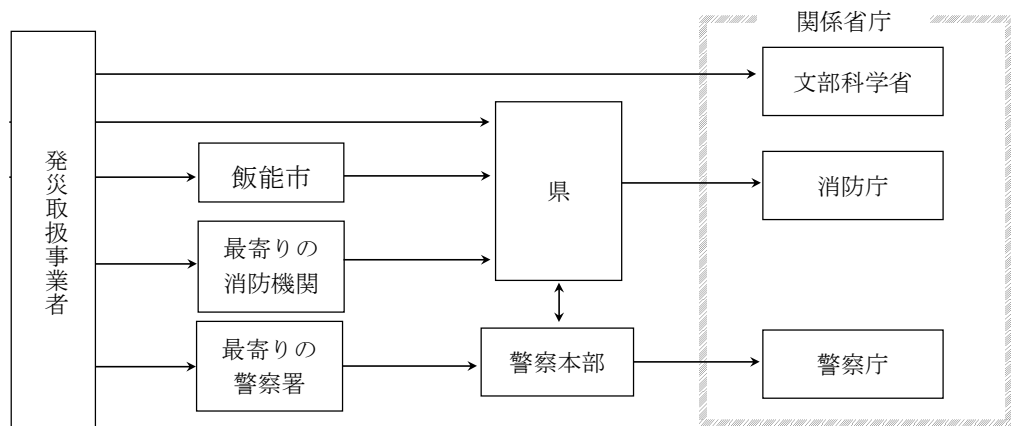 関係省庁
発災取扱事業者
文部科学省
飯能市
県
消防庁
最寄りの
消防機関
最寄りの
警察署
警察本部
警察庁